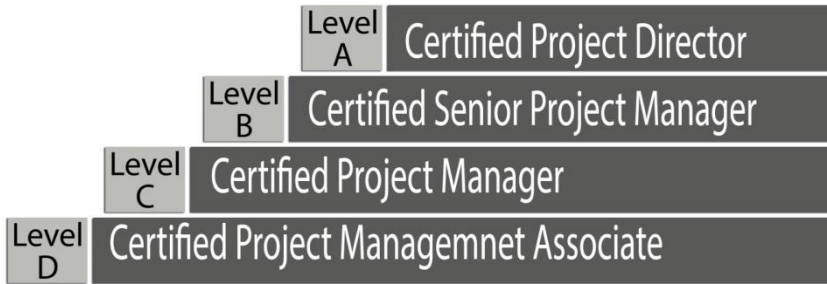 Level
A
Certified Project Director
Level
B
Certified Senior Project Manager
Level
C
Certified Project Manager
Level
D
Certified Project Managemnet Associate